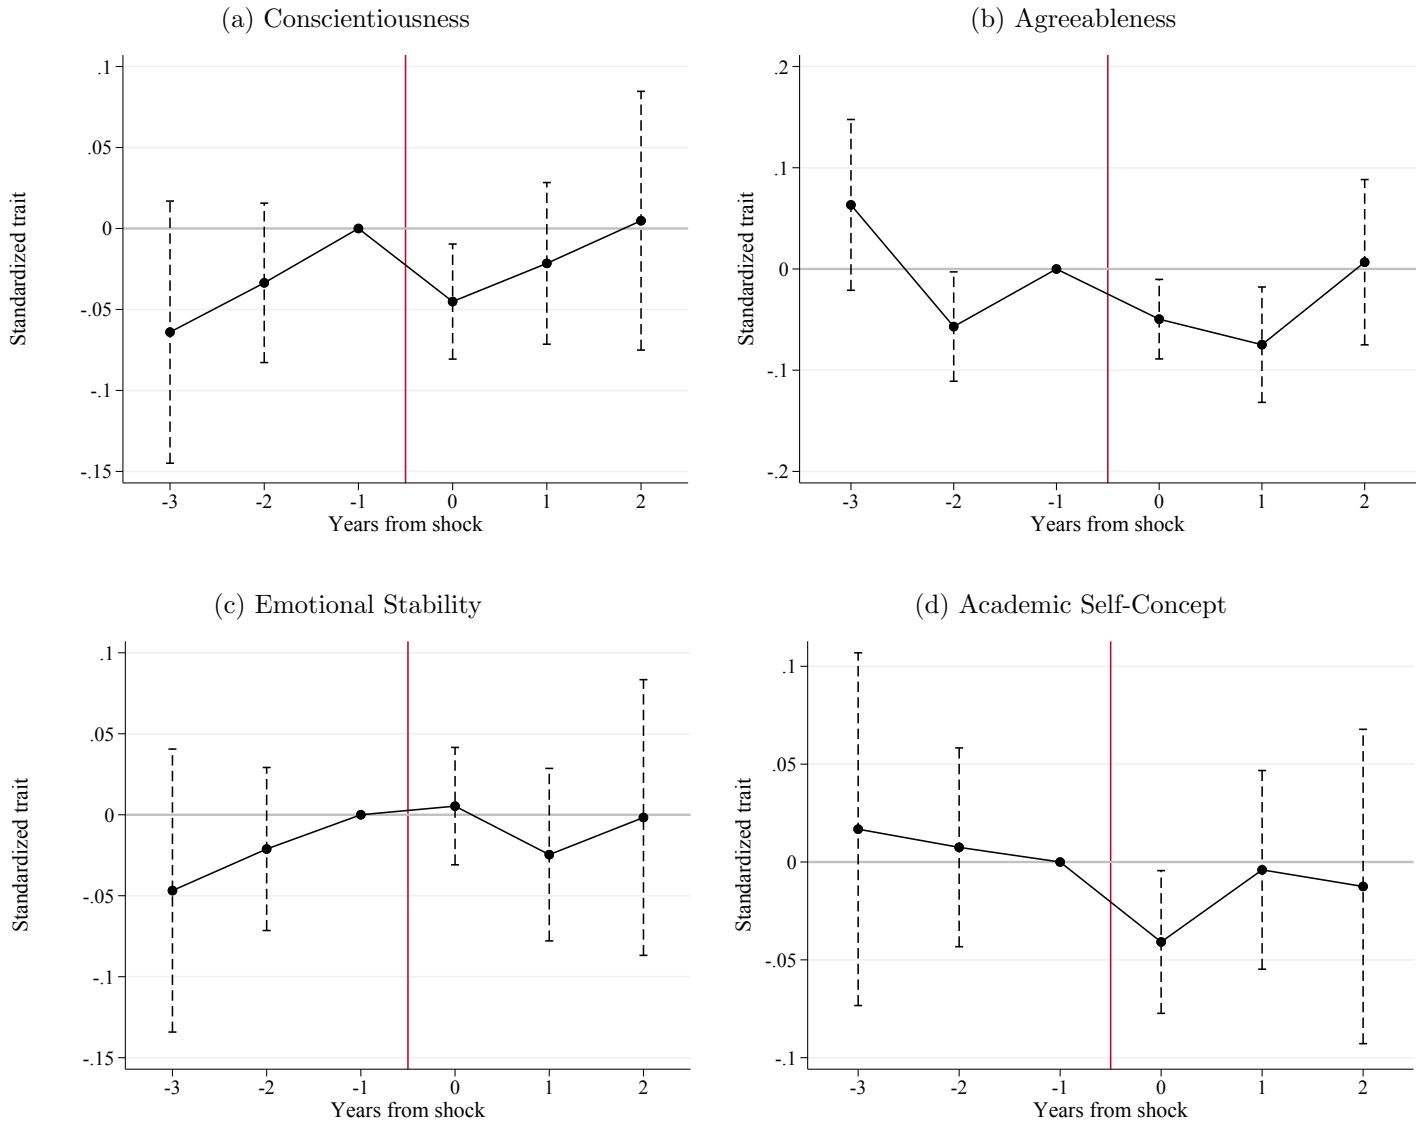 (a) Conscientiousness
.1
.05
0
-.05
-.1
-.15
Standardized trait
-3 -2 -1 0 1 2
Years from shock
(b) Agreeableness
.2
.1
0
-.1
-.2
Standardized trait
-3 -2 -1 0 1 2
Years from shock
(c) Emotional Stability
.1
.05
0
-.05
-.1
-.15
Standardized trait
-3 -2 -1 0 1 2
Years from shock
(d) Academic Self-Concept
.1
.05
0
-.05
-.1
Standardized trait
-3 -2 -1 0 1 2
Years from shock